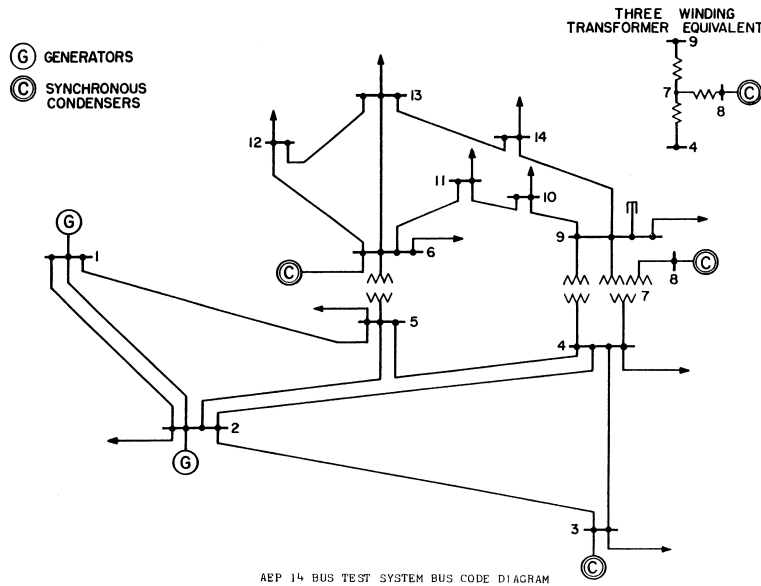 THREE WINDING
TRANSFORMER EQUIVALENT
9
7
C
8
4
G GENERATORS
C SYNCHRONOUS
CONDENSERS
13
12
14
11
10
G
1
6
9
C
8
C
7
5
4
2
G
3
C
AEP 14 BUS TEST SYSTEM BUS CODE DIAGRAM